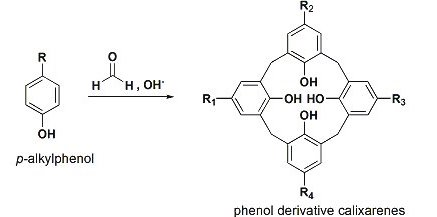 R
OH
p-alkylphenol
O
H H , OH-
R2
OH
R1 OH HO R3
OH
R4
phenol derivative calixarenes